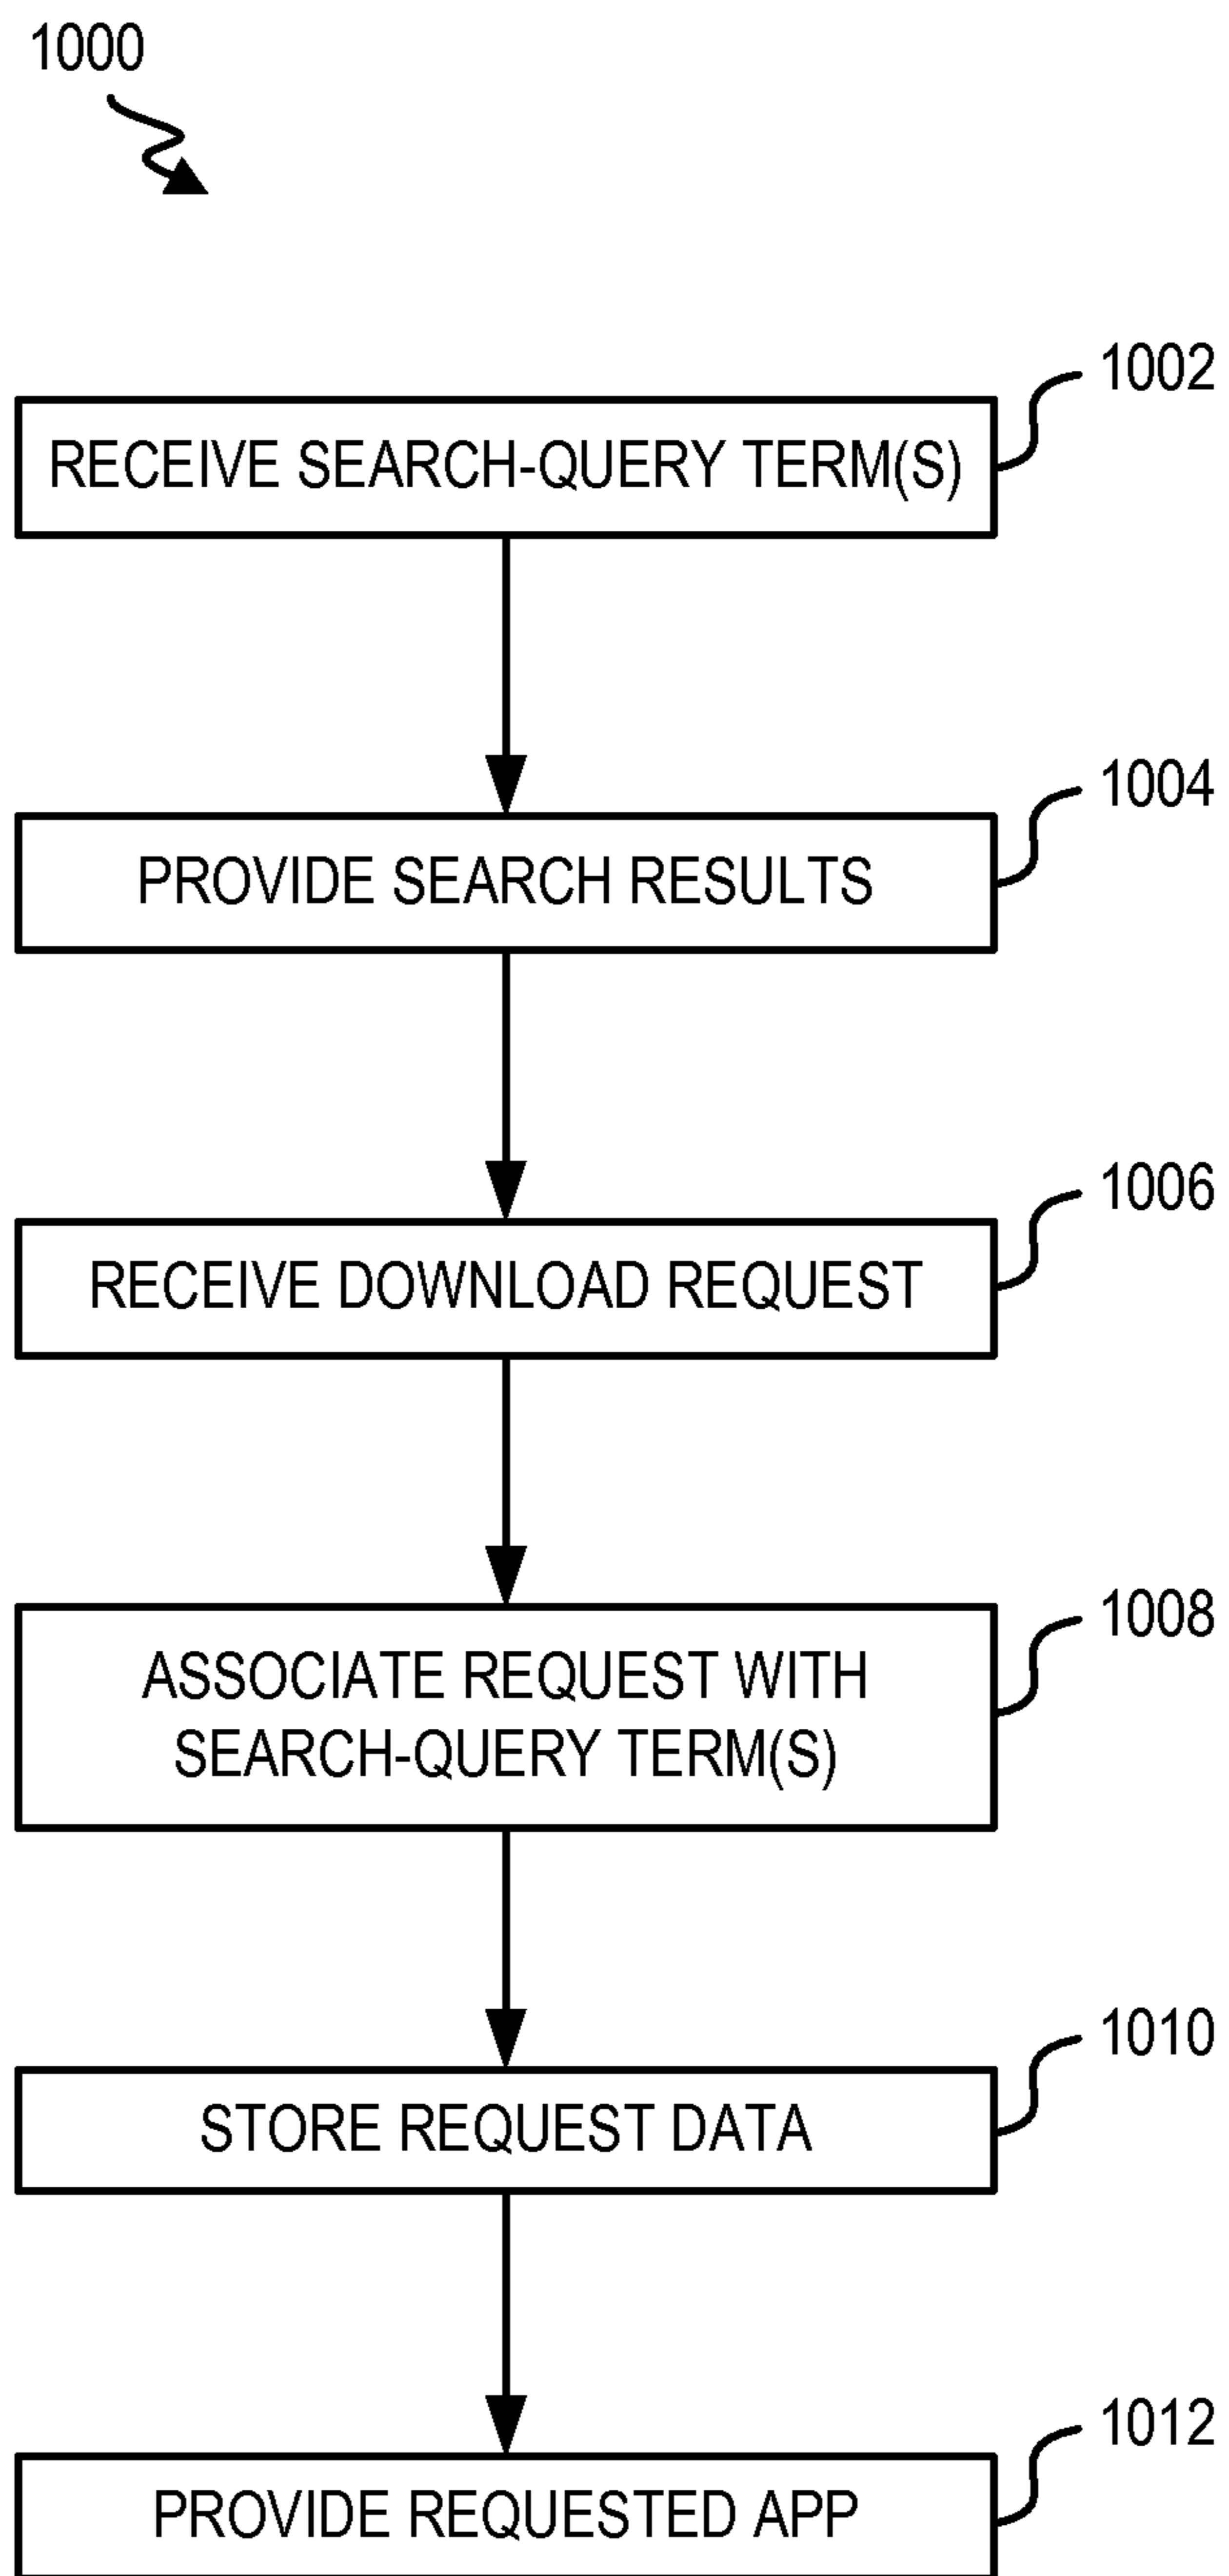 1000
1002
RECEIVE SEARCH-QUERY TERM(S)
1004
PROVIDE SEARCH RESULTS
1006
RECEIVE DOWNLOAD REQUEST
1008
ASSOCIATE REQUEST WITH
SEARCH-QUERY TERM(S)
1010
STORE REQUEST DATA
1012
PROVIDE REQUESTED APP